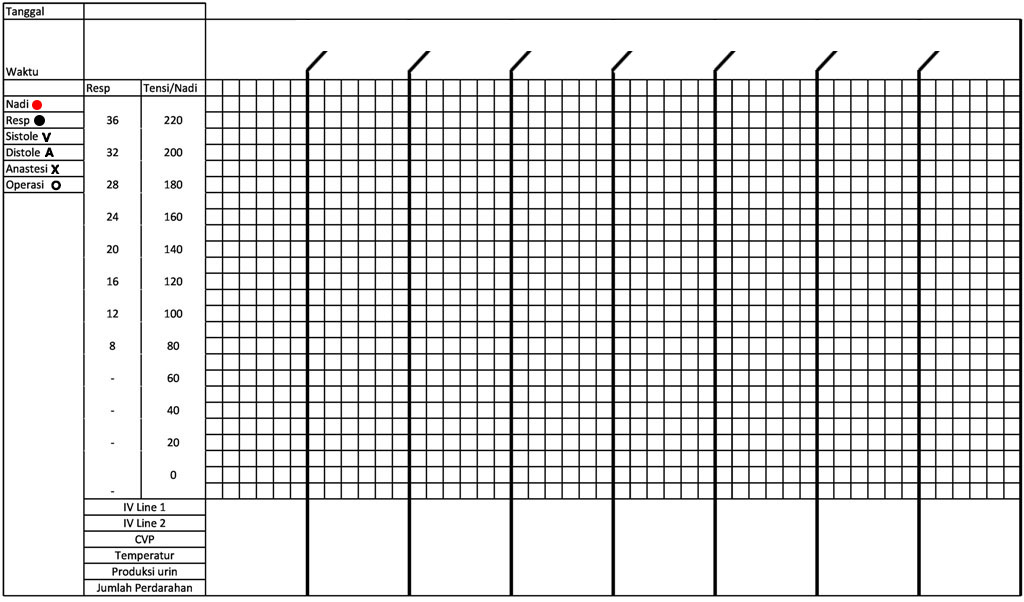 Tanggal
Waktu
Resp Tensi/Nadi
Nadi
Resp 36 220
Sistole V
Distole A 32 200
Anastesi X
Operasi O 28 180
24 160
20 140
16 120
12 100
8 80
- 60
- 40
- 20
0
-
IV Line 1
IV Line 2
CVP
Temperatur
Produksi urin
Jumlah Perdarahan